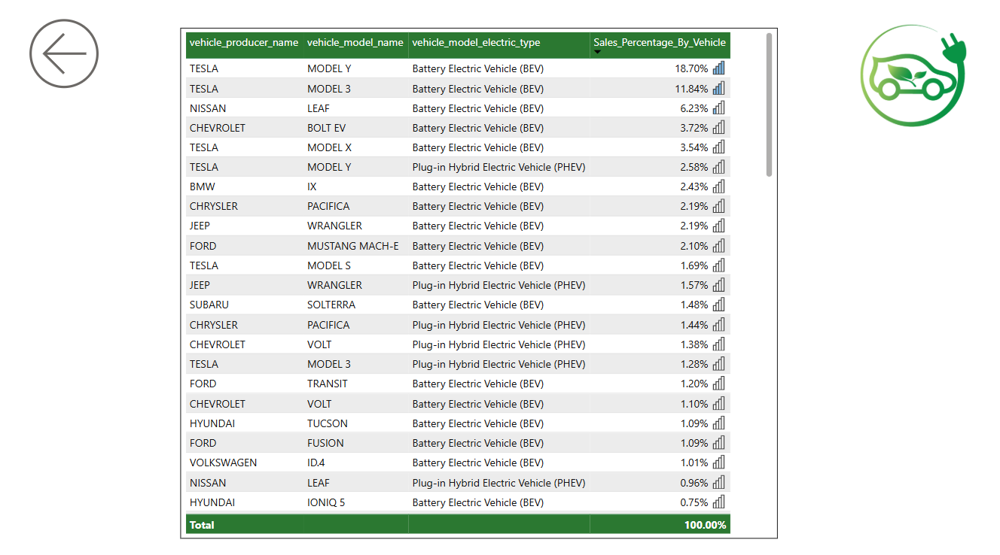 vehicle_producer_name vehicle_model_name vehicle_model_electric_type Sales_Percentage_By_Vehicle
TESLA MODEL Y Battery Electric Vehicle (BEV) 18.70%
TESLA MODEL 3 Battery Electric Vehicle (BEV) 11.84%
NISSAN LEAF Battery Electric Vehicle (BEV) 6.23%
CHEVROLET BOLT EV Battery Electric Vehicle (BEV) 3.72%
TESLA MODEL X Battery Electric Vehicle (BEV) 3.54%
TESLA MODEL Y Plug-in Hybrid Electric Vehicle (PHEV) 2.58%
BMW IX Battery Electric Vehicle (BEV) 2.43%
CHRYSLER PACIFICA Battery Electric Vehicle (BEV) 2.19%
JEEP WRANGLER Battery Electric Vehicle (BEV) 2.19%
FORD MUSTANG MACH-E Battery Electric Vehicle (BEV) 2.10%
TESLA MODEL S Battery Electric Vehicle (BEV) 1.69%
JEEP WRANGLER Plug-in Hybrid Electric Vehicle (PHEV) 1.57%
SUBARU SOLTERRA Battery Electric Vehicle (BEV) 1.48%
CHRYSLER PACIFICA Plug-in Hybrid Electric Vehicle (PHEV) 1.44%
CHEVROLET VOLT Plug-in Hybrid Electric Vehicle (PHEV) 1.38%
TESLA MODEL 3 Plug-in Hybrid Electric Vehicle (PHEV) 1.28%
FORD TRANSIT Battery Electric Vehicle (BEV) 1.20%
CHEVROLET VOLT Battery Electric Vehicle (BEV) 1.10%
HYUNDAI TUCSON Battery Electric Vehicle (BEV) 1.09%
FORD FUSION Battery Electric Vehicle (BEV) 1.09%
VOLKSWAGEN ID.4 Battery Electric Vehicle (BEV) 1.01%
NISSAN LEAF Plug-in Hybrid Electric Vehicle (PHEV) 0.96%
HYUNDAI IONIQ 5 Battery Electric Vehicle (BEV) 0.75%
Total 100.00%